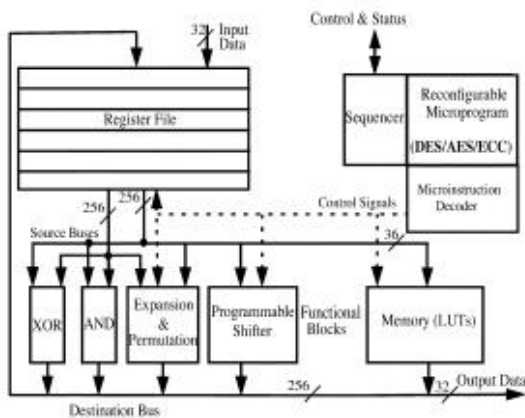 32
Input
Data
Control & Status
Register File
Sequencer
Reconfigurable
Microprogram
(DES/AES/ECC)
Microinstruction
Decoder
256
256
Control Signals
Source Buses
36
XOR
AND
Expansion
&
Permutation
Programmable
Shifter
Functional
Blocks
Memory (LUTs)
256
32
Output Data
Destination Bus